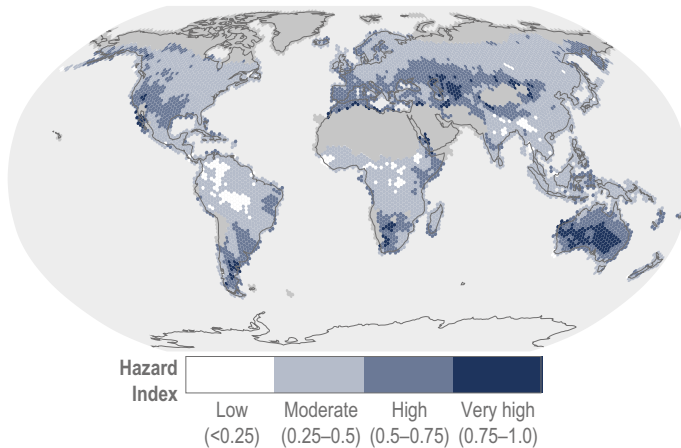 Hazard
Index
Low Moderate High Very high
(<0.25) (0.25–0.5) (0.5–0.75) (0.75–1.0)